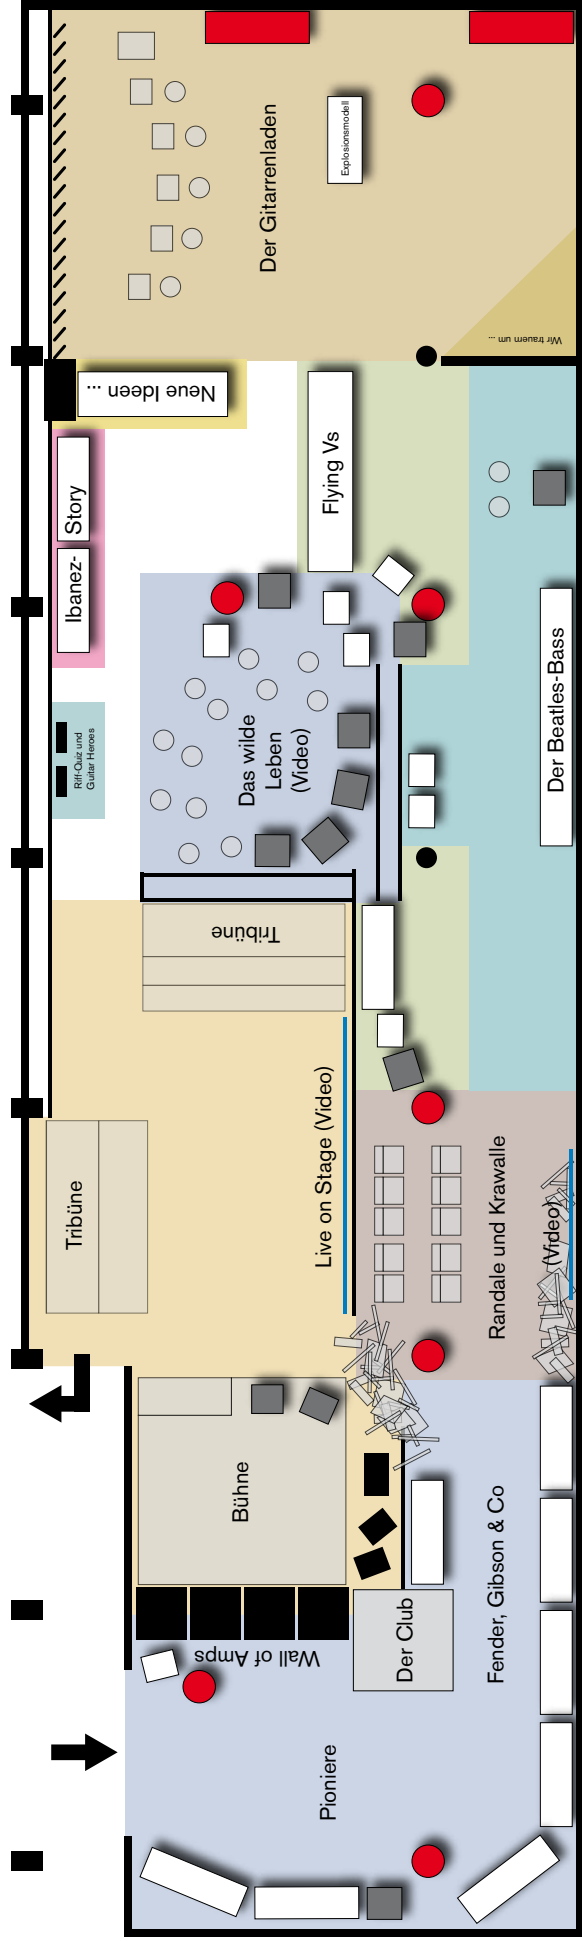 Der Gitarrenladen
Explosionsmodell
Wir trauern um ...
Neue Ideen ...
Flying Vs
Ibanez-
Story
Riff-Quiz und
Guitar Heroes
Das wilde
Leben
(Video)
Der Beatles-Bass
Tribüne
Live on Stage (Video)
Tribüne
Randale und Krawalle
(Video)
Bühne
Wall of Amps
Der Club
Fender, Gibson & Co
Pioniere